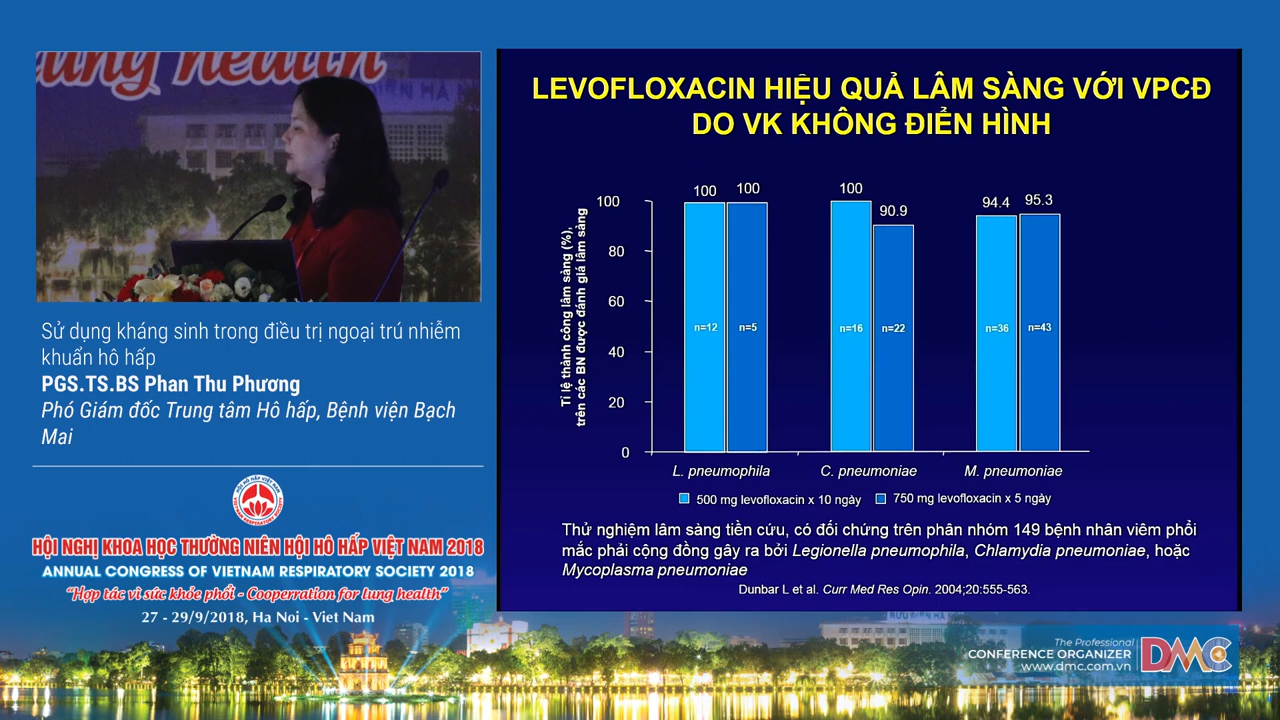 ung health
LEVOFLOXACIN HIỆU QUẢ LÂM SÀNG VỚI VPCĐ
DO VK KHÔNG ĐIỂN HÌNH
Tỉ lệ thành công lâm sàng (%),
trên các BN được đánh giá lâm sàng
100
80
60
40
20
0
100
100
100
90.9
94.4
95.3
n=12
n=5
n=16
n=22
n=36
n=43
L. pneumophila
C. pneumoniae
M. pneumoniae
500 mg levofloxacin x 10 ngày
750 mg levofloxacin x 5 ngày
Thử nghiệm lâm sàng tiền cứu, có đối chứng trên phân nhóm 149 bệnh nhân viêm phổi
mắc phải cộng đồng gây ra bởi Legionella pneumophila, Chlamydia pneumoniae, hoặc
Mycoplasma pneumoniae
Dunbar L et al. Curr Med Res Opin. 2004;20:555-563.
Sử dụng kháng sinh trong điều trị ngoại trú nhiễm
khuẩn hô hấp
PGS.TS.BS Phan Thu Phương
Phó Giám đốc Trung tâm Hô hấp, Bệnh viện Bạch
Mai
HỘI NGHỊ KHOA HỌC THƯỜNG NIÊN HỘI HÔ HẤP VIỆT NAM 2018
ANNUAL CONGRESS OF VIETNAM RESPIRATORY SOCIETY 2018
"Hợp tác vì sức khỏe phổi - Cooperration for lung health"
27 - 29/9/2018, Ha Noi - Viet Nam
The Professional
CONFERENCE ORGANIZER
www.dmc.com.vn
DMC